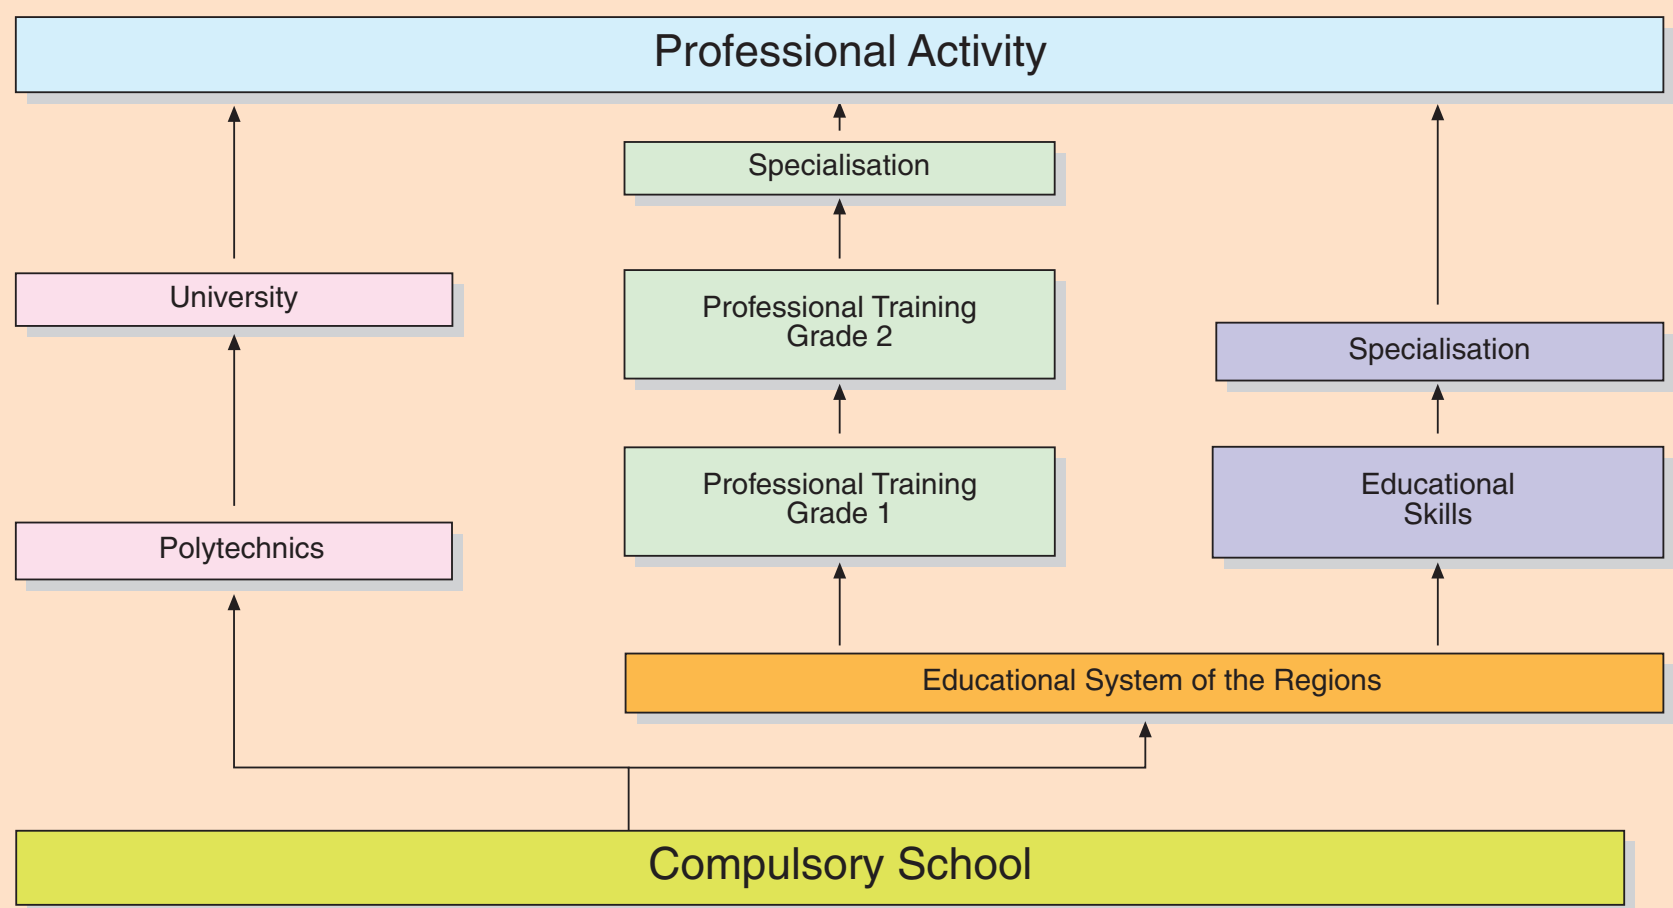 Professional Activity
Specialisation
University
Professional Training
Grade 2
Specialisation
Professional Training
Grade 1
Educational
Skills
Polytechnics
Educational System of the Regions
Compulsory School